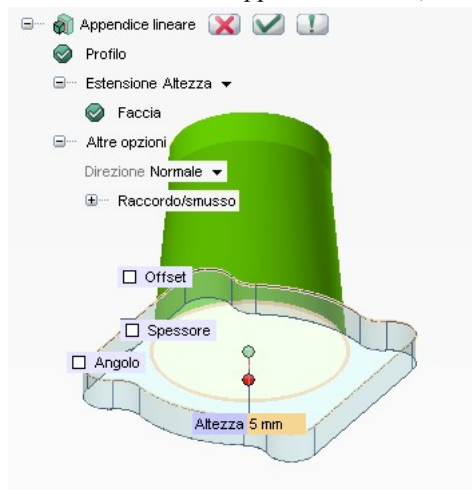 Appendice lineare
Profilo
Estensione Altezza
Faccia
Altre opzioni
Direzione Normale
Raccordo/smusso
Offset
Spessore
Angolo
Altezza 5 mm